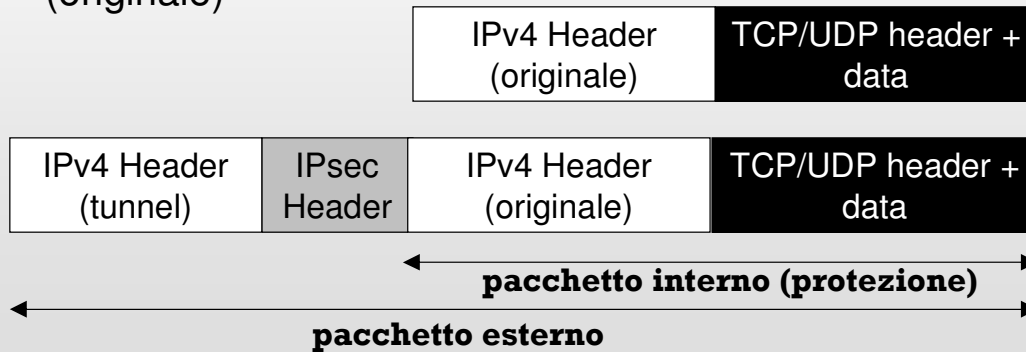 (originale)
IPv4 Header
(originale)
TCP/UDP header +
data
IPv4 Header
(tunnel)
IPsec
Header
IPv4 Header
(originale)
TCP/UDP header +
data
pacchetto interno (protezione)
pacchetto esterno